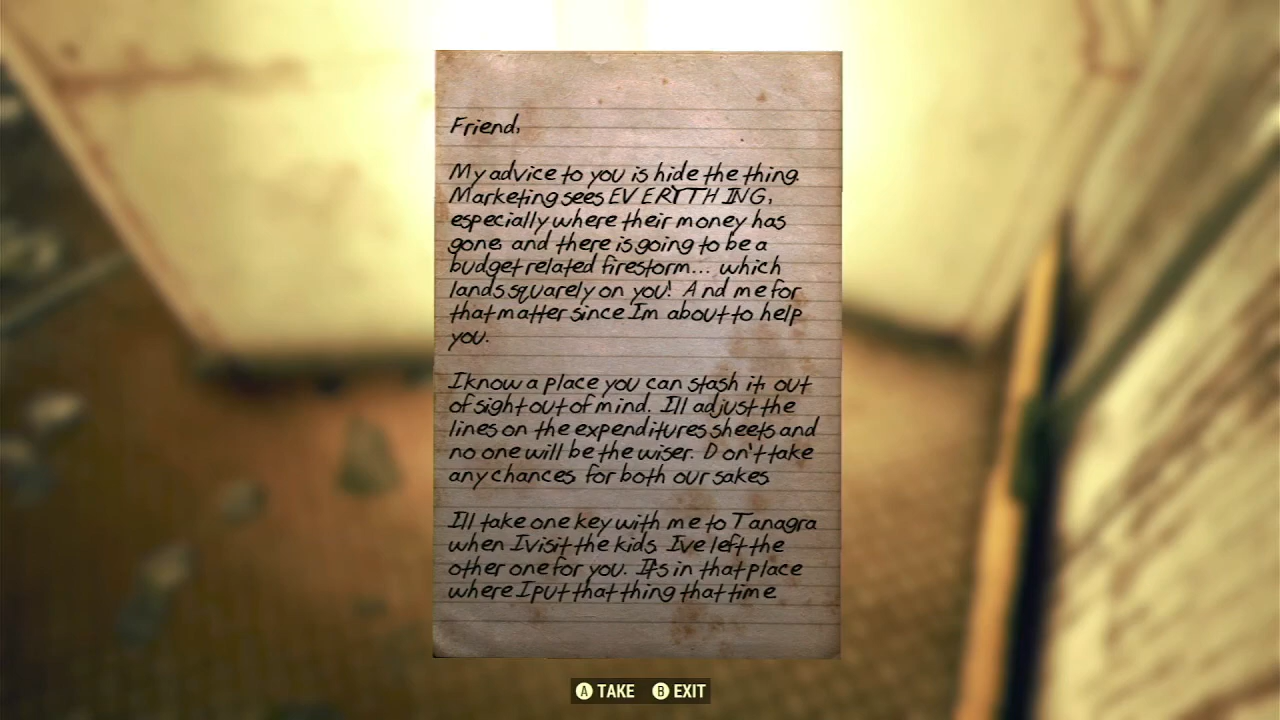 Friend,
My advice to you is hide the thing.
Marketing sees EVERYTHING,
especially where their money has
gone, and there is going to be a
budget related firestorm... which
lands squarely on you! And me for
that matter since I'm about to help
you.
I know a place you can stash it, out
of sight out of mind. I'll adjust the
lines on the expenditures sheets and
no one will be the wiser. Don't take
any chances, for both our sakes.
I'll take one key with me to Tanagra
when I visit the kids. I've left the
other one for you. It's in that place
where I put that thing that time
A TAKE B EXIT